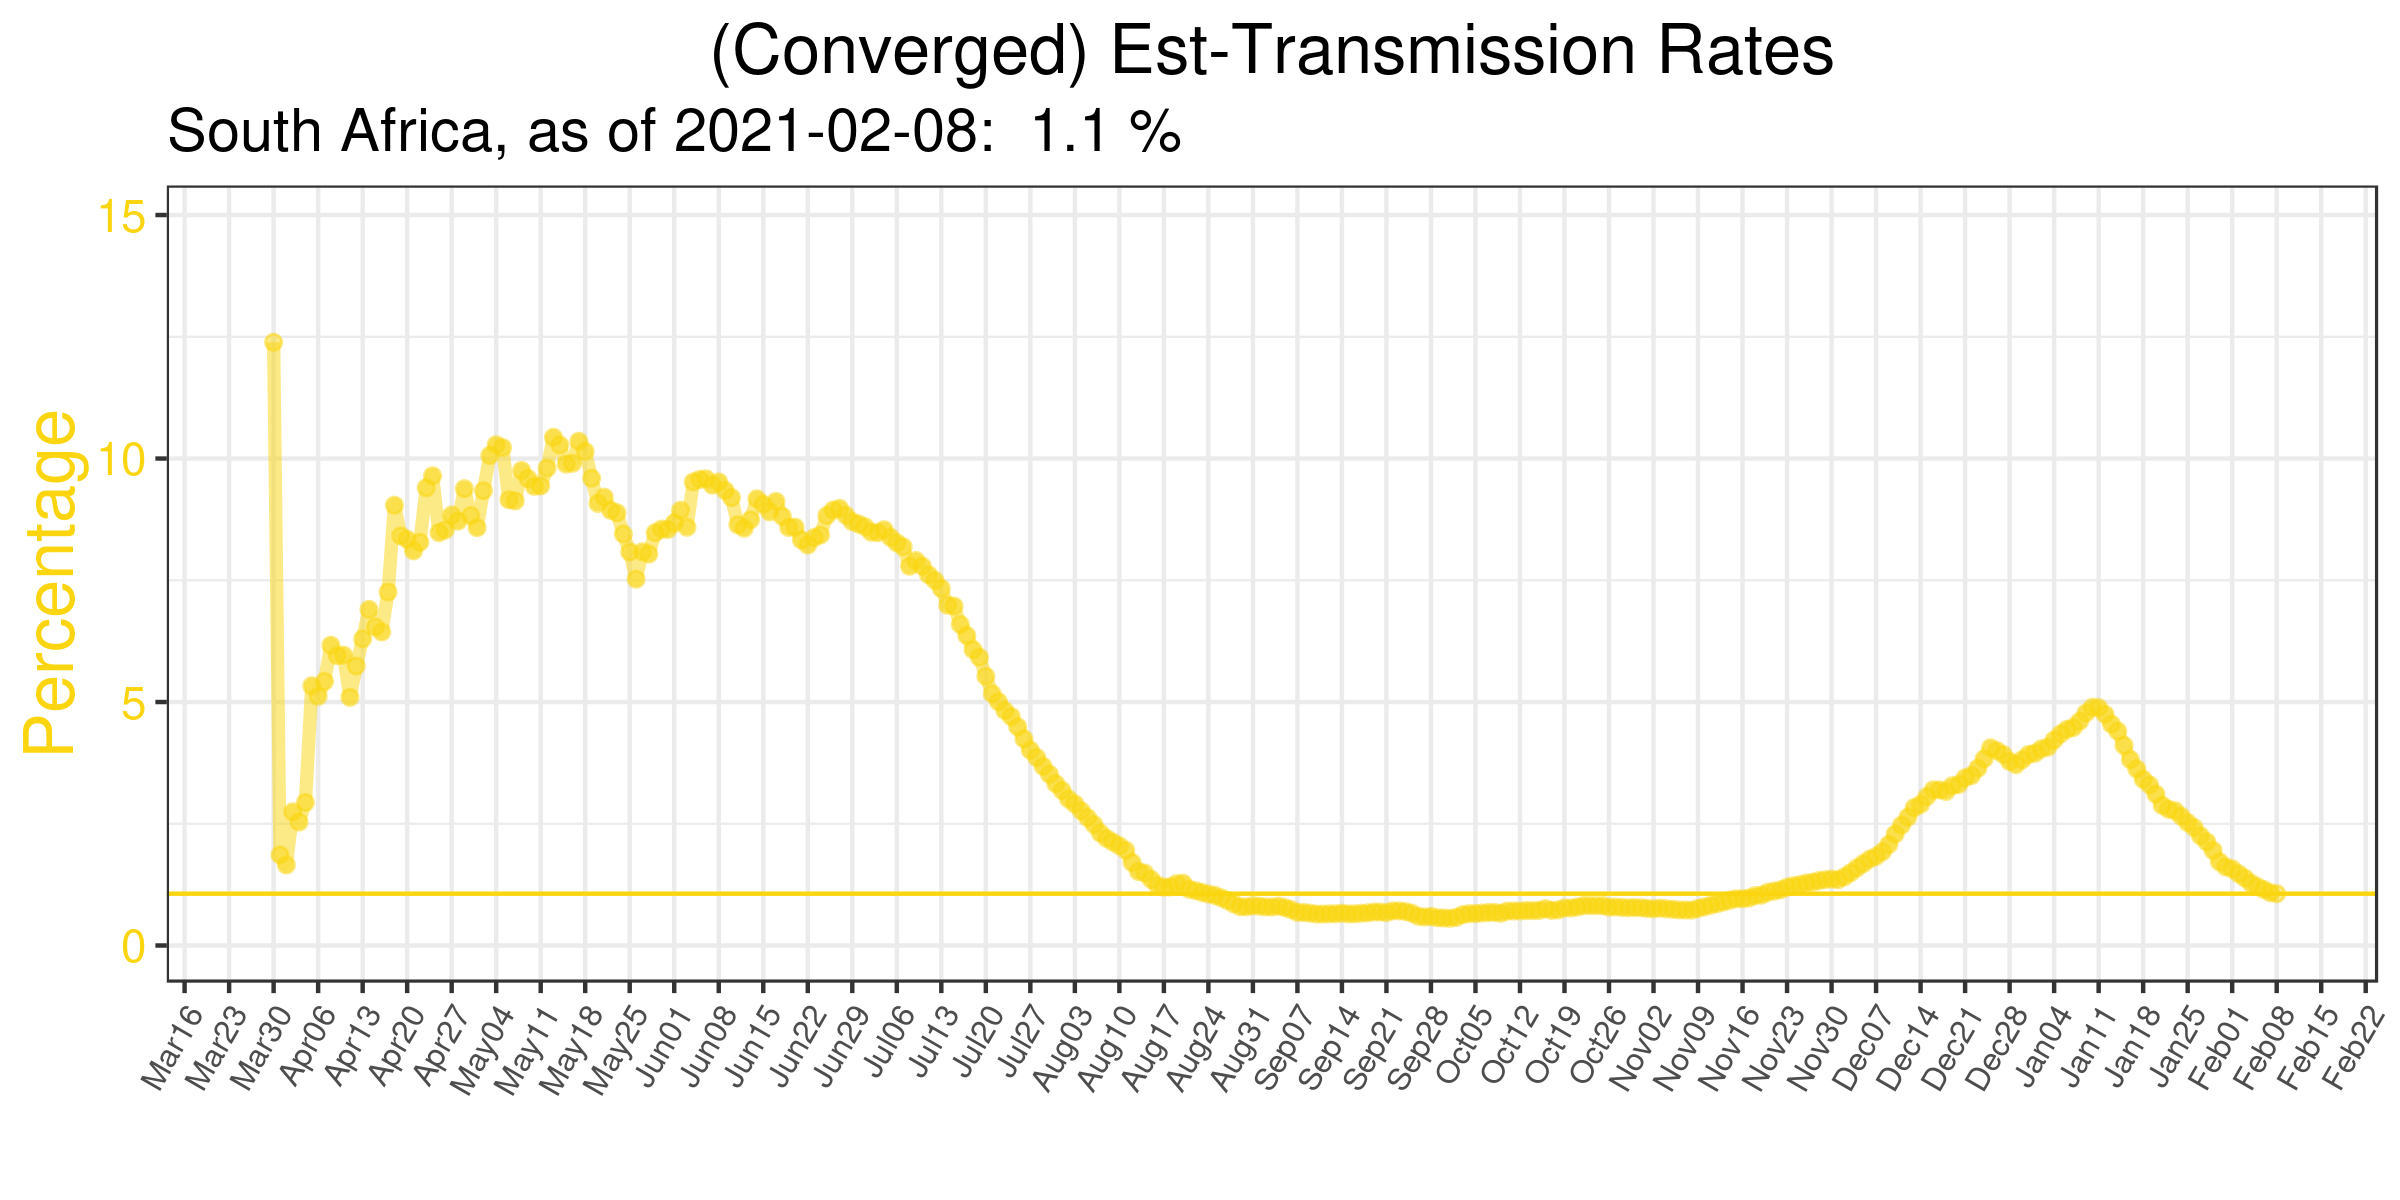 (Converged) Est-Transmission Rates
South Africa, as of 2021-02-08:  1.1 %
Percentage
15
10
5
0
Mar16
Mar23
Mar30
Apr06
Apr13
Apr20
Apr27
May04
May11
May18
May25
Jun01
Jun08
Jun15
Jun22
Jun29
Jul06
Jul13
Jul20
Jul27
Aug03
Aug10
Aug17
Aug24
Aug31
Sep07
Sep14
Sep21
Sep28
Oct05
Oct12
Oct19
Oct26
Nov02
Nov09
Nov16
Nov23
Nov30
Dec07
Dec14
Dec21
Dec28
Jan04
Jan11
Jan18
Jan25
Feb01
Feb08
Feb15
Feb22